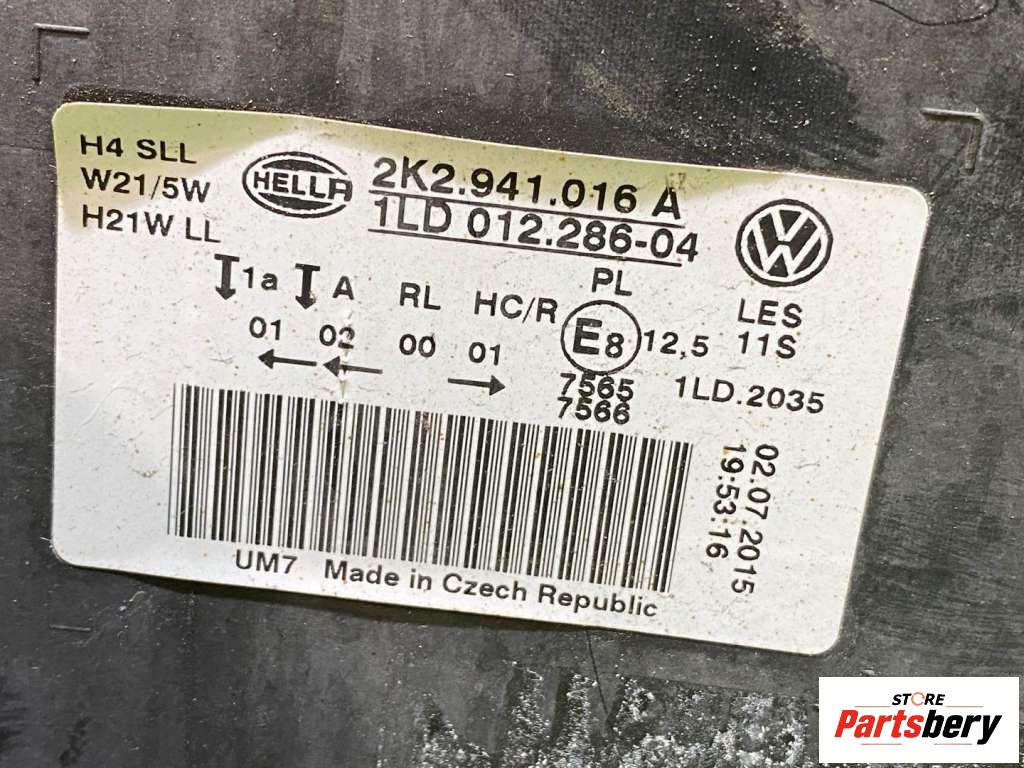 H4 SLL
W21/5W
H21W LL
HELLA
2K2.941.016 A
1LD 012.286-04
PL
1a A RL HC/R E8 12,5
LES
11S
01 02 00 01
7565
7566
1LD.2035
02.07.2015
19:53:16
UM7 Made in Czech Republic
STORE
Partsbery